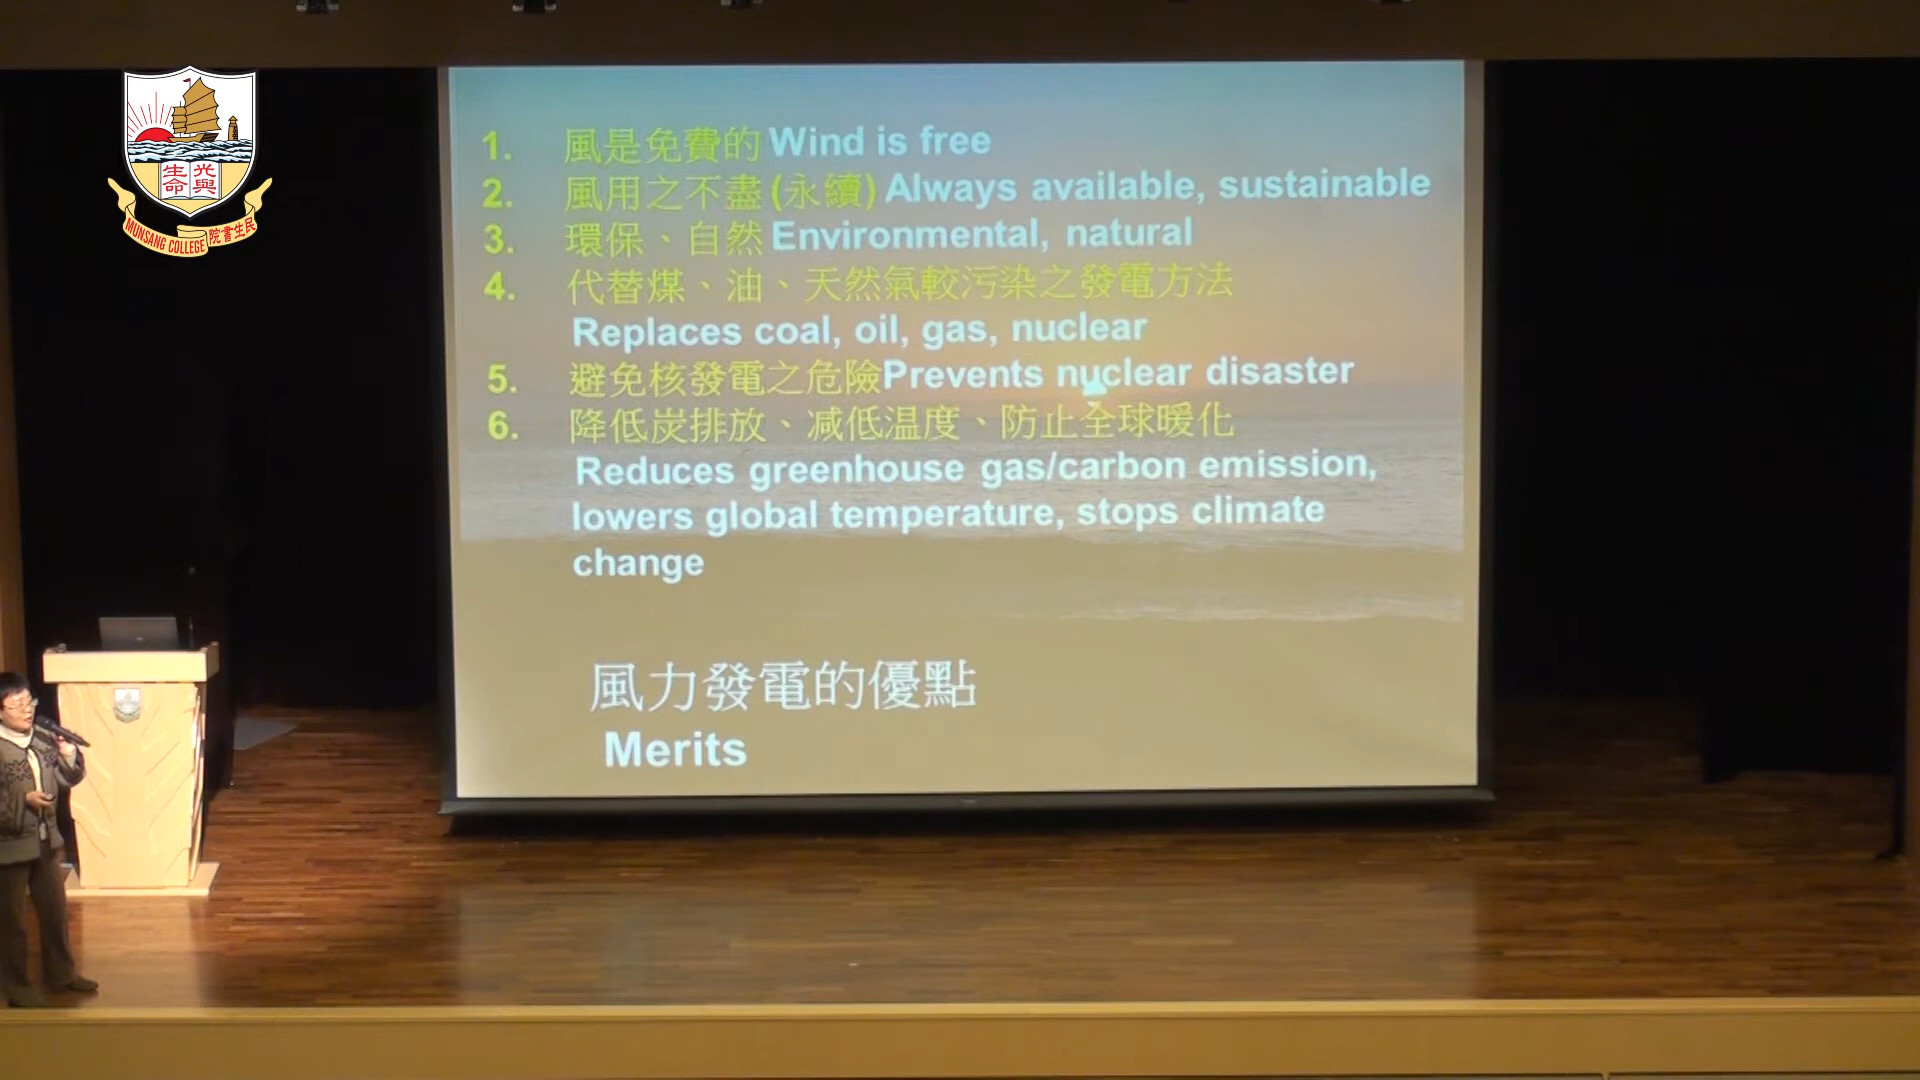 生命
光與
MUNSANG COLLEGE 院書生民
1. 風是免費的 Wind is free
2. 風用之不盡 (永續) Always available, sustainable
3. 環保、自然 Environmental, natural
4. 代替煤、油、天然氣較污染之發電方法
Replaces coal, oil, gas, nuclear
5. 避免核發電之危險Prevents nuclear disaster
6. 降低炭排放、减低温度、防止全球暖化
Reduces greenhouse gas/carbon emission,
lowers global temperature, stops climate
change
風力發電的優點
Merits